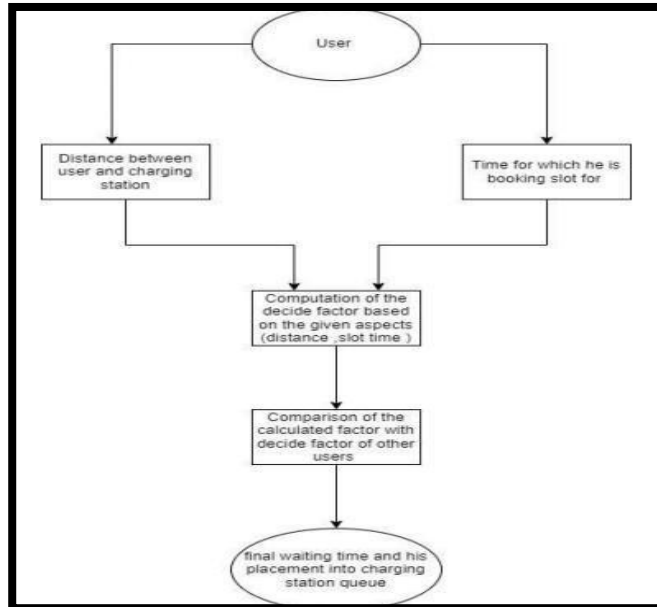 User
Distance between
user and charging
station
Time for which he is
booking slot for
Computation of the
decide factor based
on the given aspects
(distance ,slot time )
Comparison of the
calculated factor with
decide factor of other
users
final waiting time and his
placement into charging
station queue